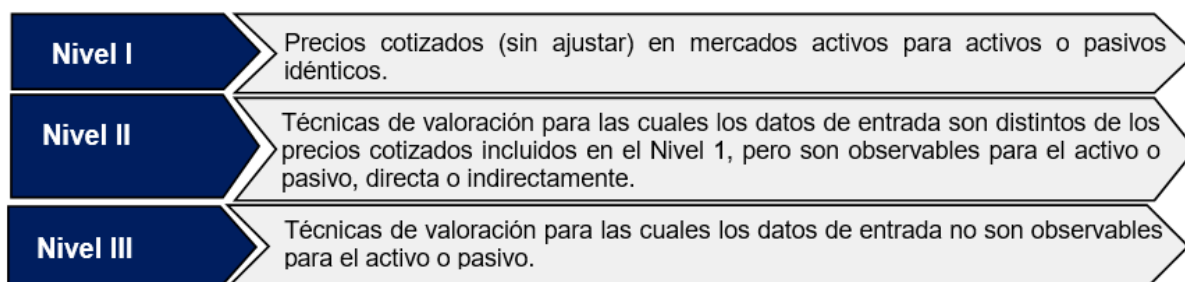 Nivel I
Precios cotizados (sin ajustar) en mercados activos para activos o pasivos
idénticos.
Nivel II
Técnicas de valoración para las cuales los datos de entrada son distintos de los
precios cotizados incluidos en el Nivel 1, pero son observables para el activo o
pasivo, directa o indirectamente.
Nivel III
Técnicas de valoración para las cuales los datos de entrada no son observables
para el activo o pasivo.